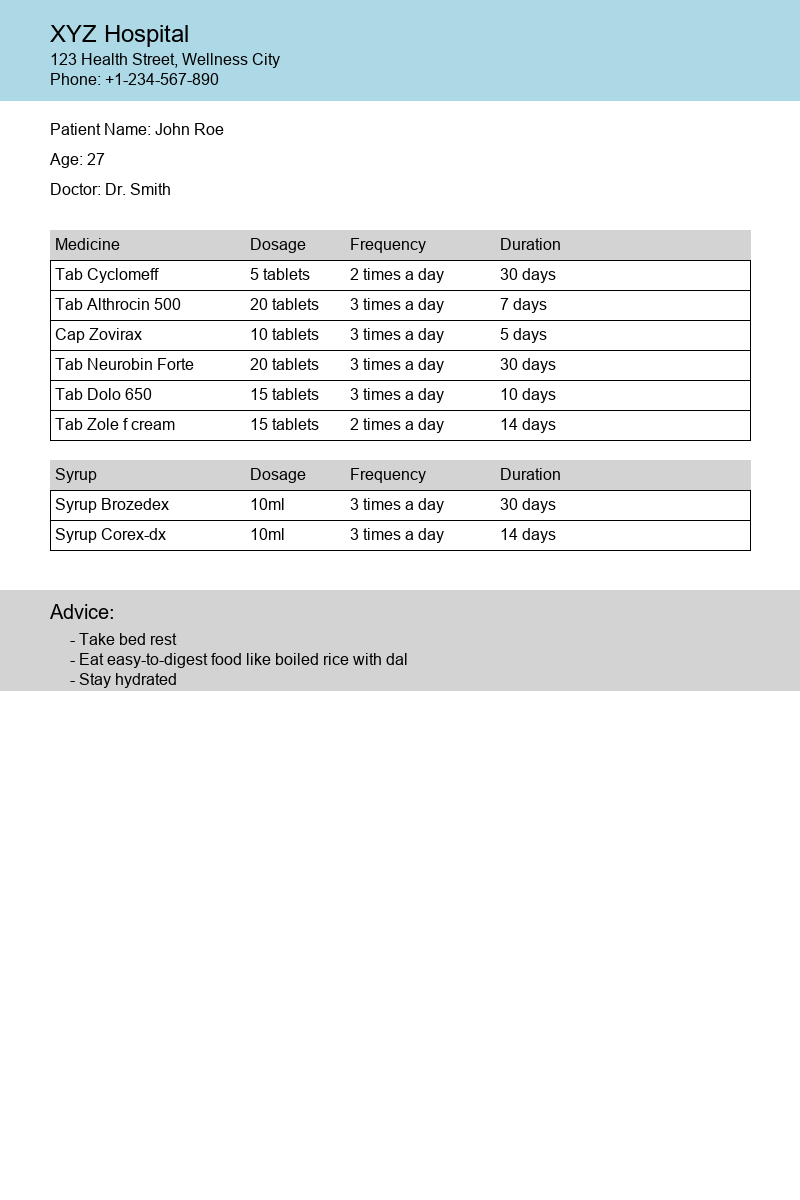 XYZ Hospital
123 Health Street, Wellness City
Phone: +1-234-567-890
Patient Name: John Roe
Age: 27
Doctor: Dr. Smith
Medicine Dosage Frequency Duration
Tab Cyclomeff 5 tablets 2 times a day 30 days
Tab Althrocin 500 20 tablets 3 times a day 7 days
Cap Zovirax 10 tablets 3 times a day 5 days
Tab Neurobin Forte 20 tablets 3 times a day 30 days
Tab Dolo 650 15 tablets 3 times a day 10 days
Tab Zole f cream 15 tablets 2 times a day 14 days
Syrup Dosage Frequency Duration
Syrup Brozedex 10ml 3 times a day 30 days
Syrup Corex-dx 10ml 3 times a day 14 days
Advice:
- Take bed rest
- Eat easy-to-digest food like boiled rice with dal
- Stay hydrated